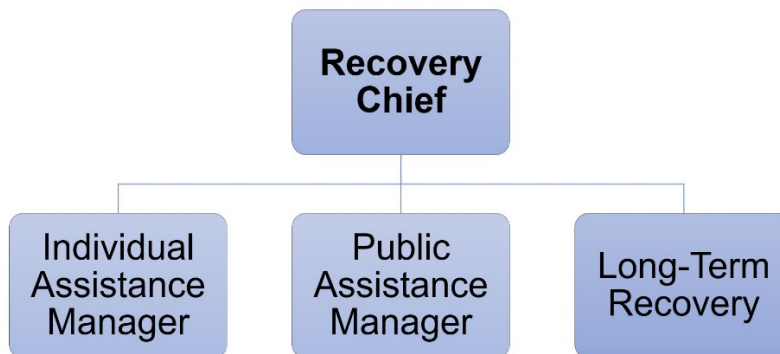 Recovery
Chief
Individual
Assistance
Manager
Public
Assistance
Manager
Long-Term
Recovery